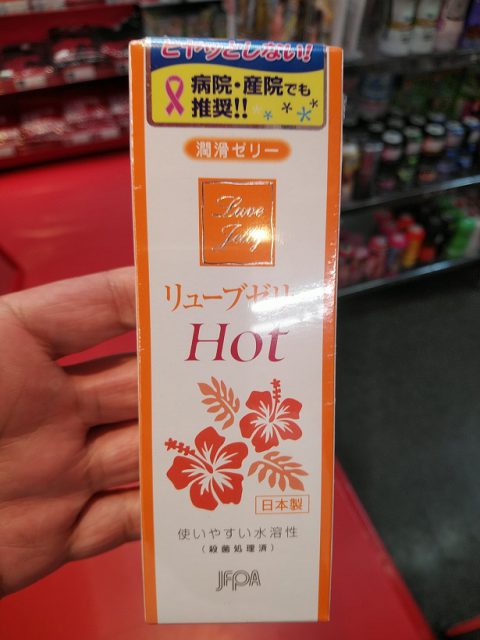 ヒヤッとしない!
病院・産院でも
推奨!!
潤滑ゼリー
Luve
Jelly
リューブゼリー
Hot
日本製
使いやすい水溶性
(殺菌処理済)
JFPA